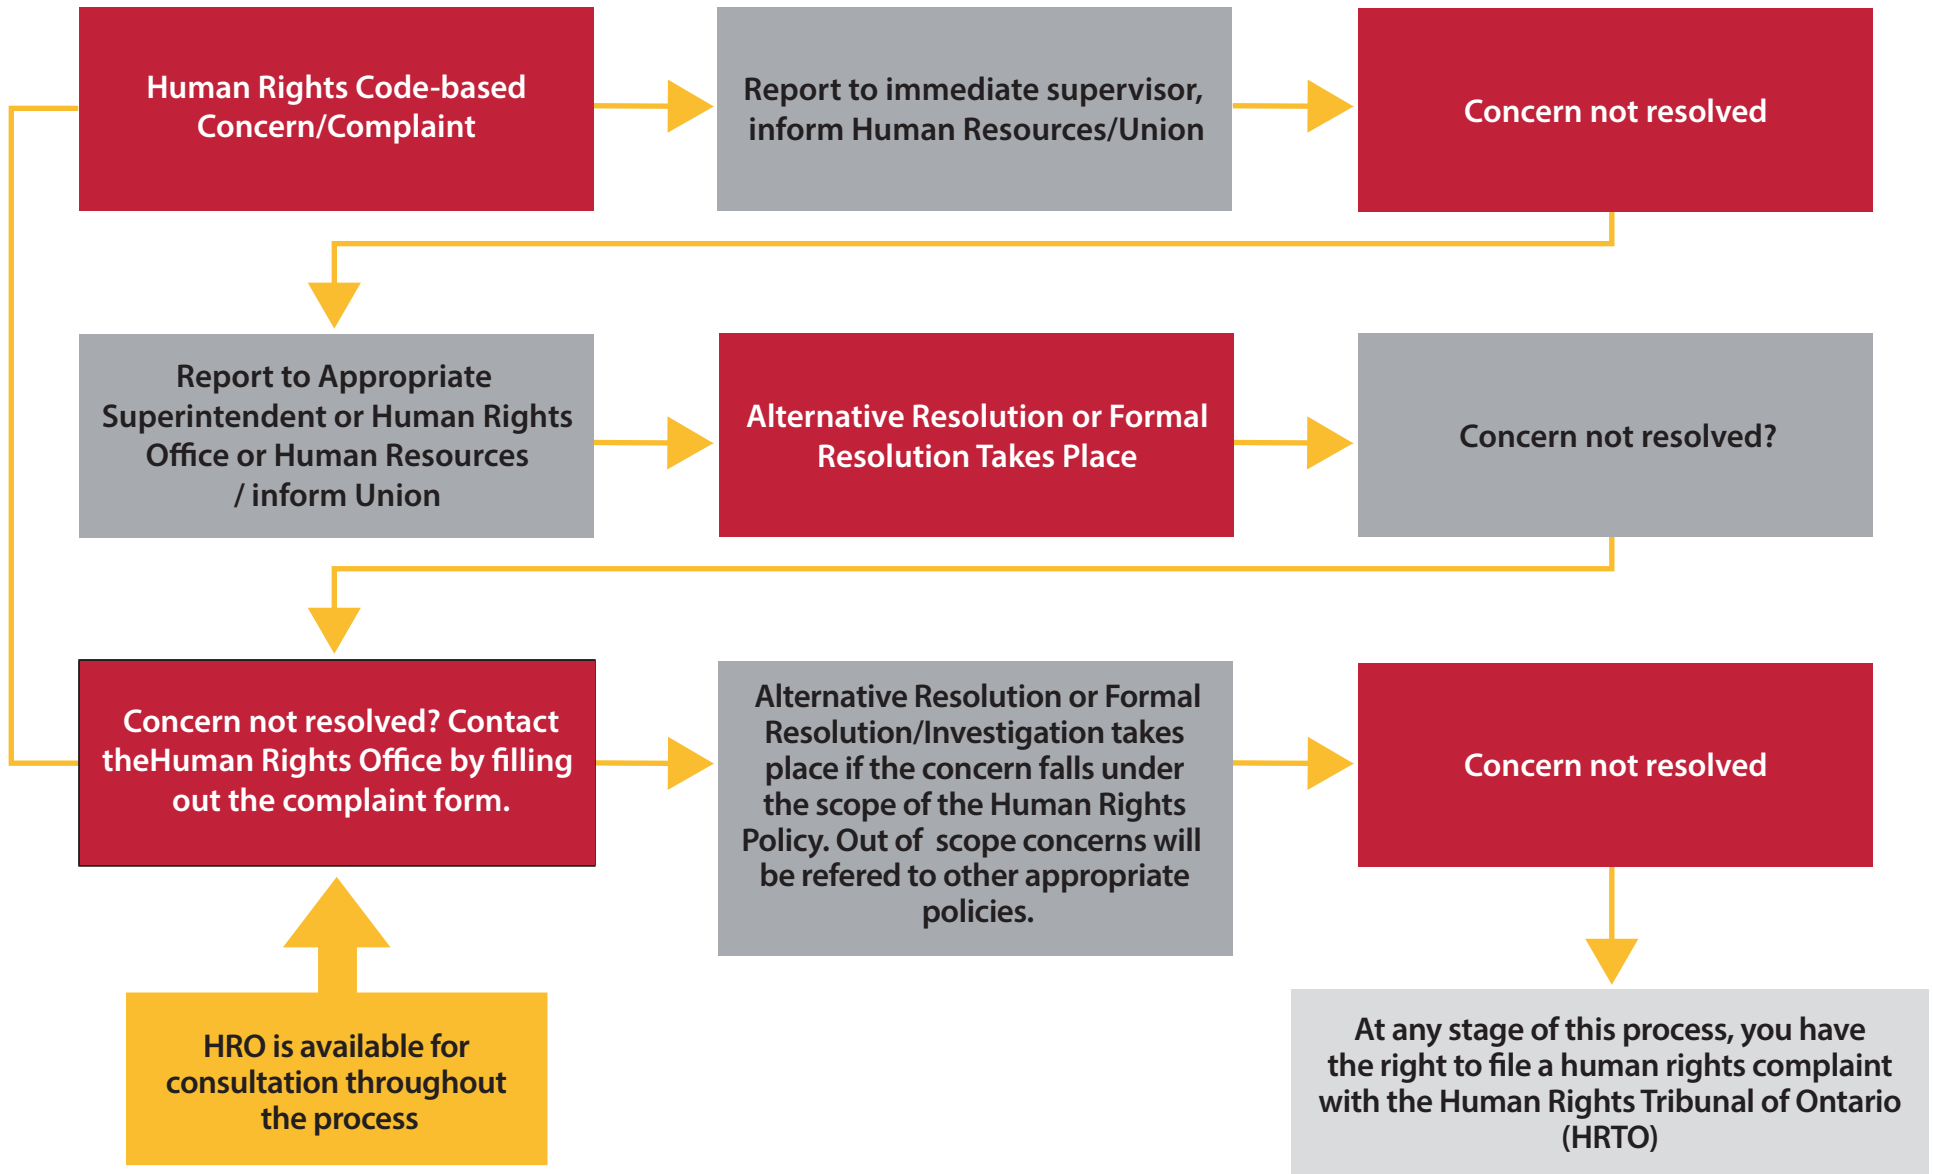 Human Rights Code-based
Concern/Complaint
Report to immediate supervisor,
inform Human Resources/Union
Concern not resolved
Report to Appropriate
Superintendent or Human Rights
Office or Human Resources
/ inform Union
Alternative Resolution or Formal
Resolution Takes Place
Concern not resolved?
Concern not resolved? Contact
theHuman Rights Office by filling
out the complaint form.
Alternative Resolution or Formal
Resolution/Investigation takes
place if the concern falls under
the scope of the Human Rights
Policy. Out of  scope concerns will
be refered to other appropriate
policies.
Concern not resolved
HRO is available for
consultation throughout
the process
At any stage of this process, you have
the right to file a human rights complaint
with the Human Rights Tribunal of Ontario
(HRTO)